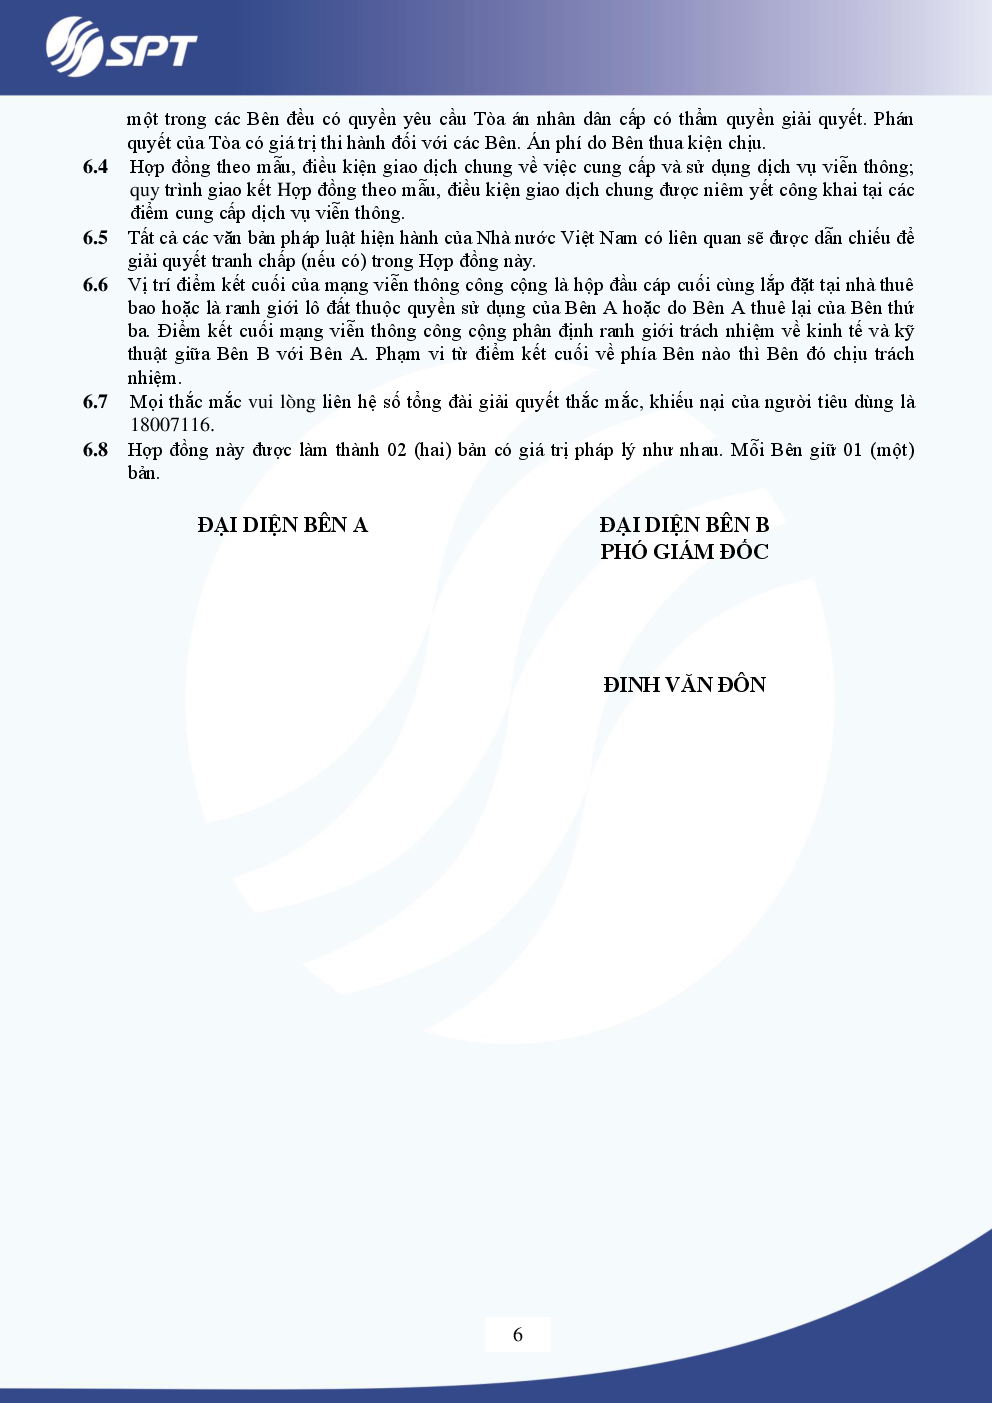 SPT
một trong các Bên đều có quyền yêu cầu Tòa án nhân dân cấp có thẩm quyền giải quyết. Phán
quyết của Tòa có giá trị thi hành đối với các Bên. Án phí do Bên thua kiện chịu.
6.4 Hợp đồng theo mẫu, điều kiện giao dịch chung về việc cung cấp và sử dụng dịch vụ viễn thông;
quy trình giao kết Hợp đồng theo mẫu, điều kiện giao dịch chung được niêm yết công khai tại các
điểm cung cấp dịch vụ viễn thông.
6.5 Tất cả các văn bản pháp luật hiện hành của Nhà nước Việt Nam có liên quan sẽ được dẫn chiếu để
giải quyết tranh chấp (nếu có) trong Hợp đồng này.
6.6 Vị trí điểm kết cuối của mạng viễn thông công cộng là hộp đầu cáp cuối cùng lắp đặt tại nhà thuê
bao hoặc là ranh giới lô đất thuộc quyền sử dụng của Bên A hoặc do Bên A thuê lại của Bên thứ
ba. Điểm kết cuối mạng viễn thông công cộng phân định ranh giới trách nhiệm về kinh tế và kỹ
thuật giữa Bên B với Bên A. Phạm vi từ điểm kết cuối về phía Bên nào thì Bên đó chịu trách
nhiệm.
6.7 Mọi thắc mắc vui lòng liên hệ số tổng đài giải quyết thắc mắc, khiếu nại của người tiêu dùng là
18007116.
6.8 Hợp đồng này được làm thành 02 (hai) bản có giá trị pháp lý như nhau. Mỗi Bên giữ 01 (một)
bản.
ĐẠI DIỆN BÊN A ĐẠI DIỆN BÊN B
PHÓ GIÁM ĐỐC
ĐINH VĂN ĐÔN
6